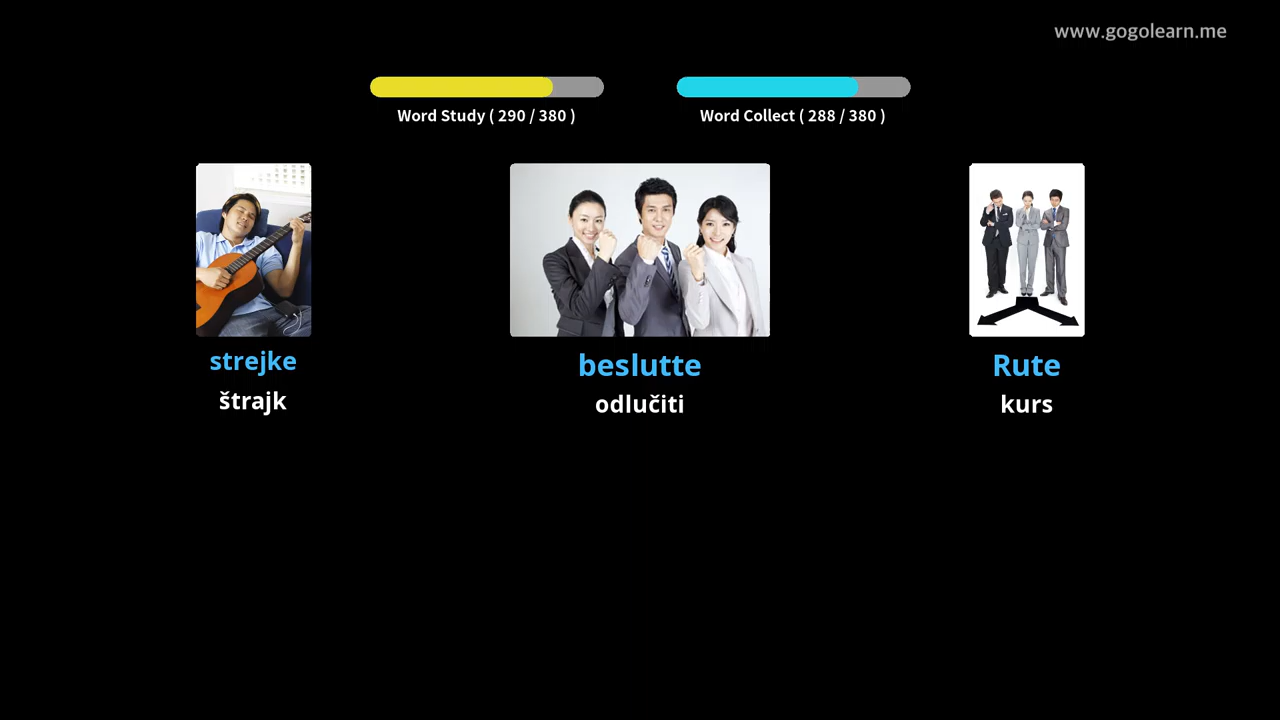 www.gogolearn.me
Word Study ( 290 / 380 )
Word Collect ( 288 / 380 )
strejke
štrajk
beslutte
odlučiti
Rute
kurs